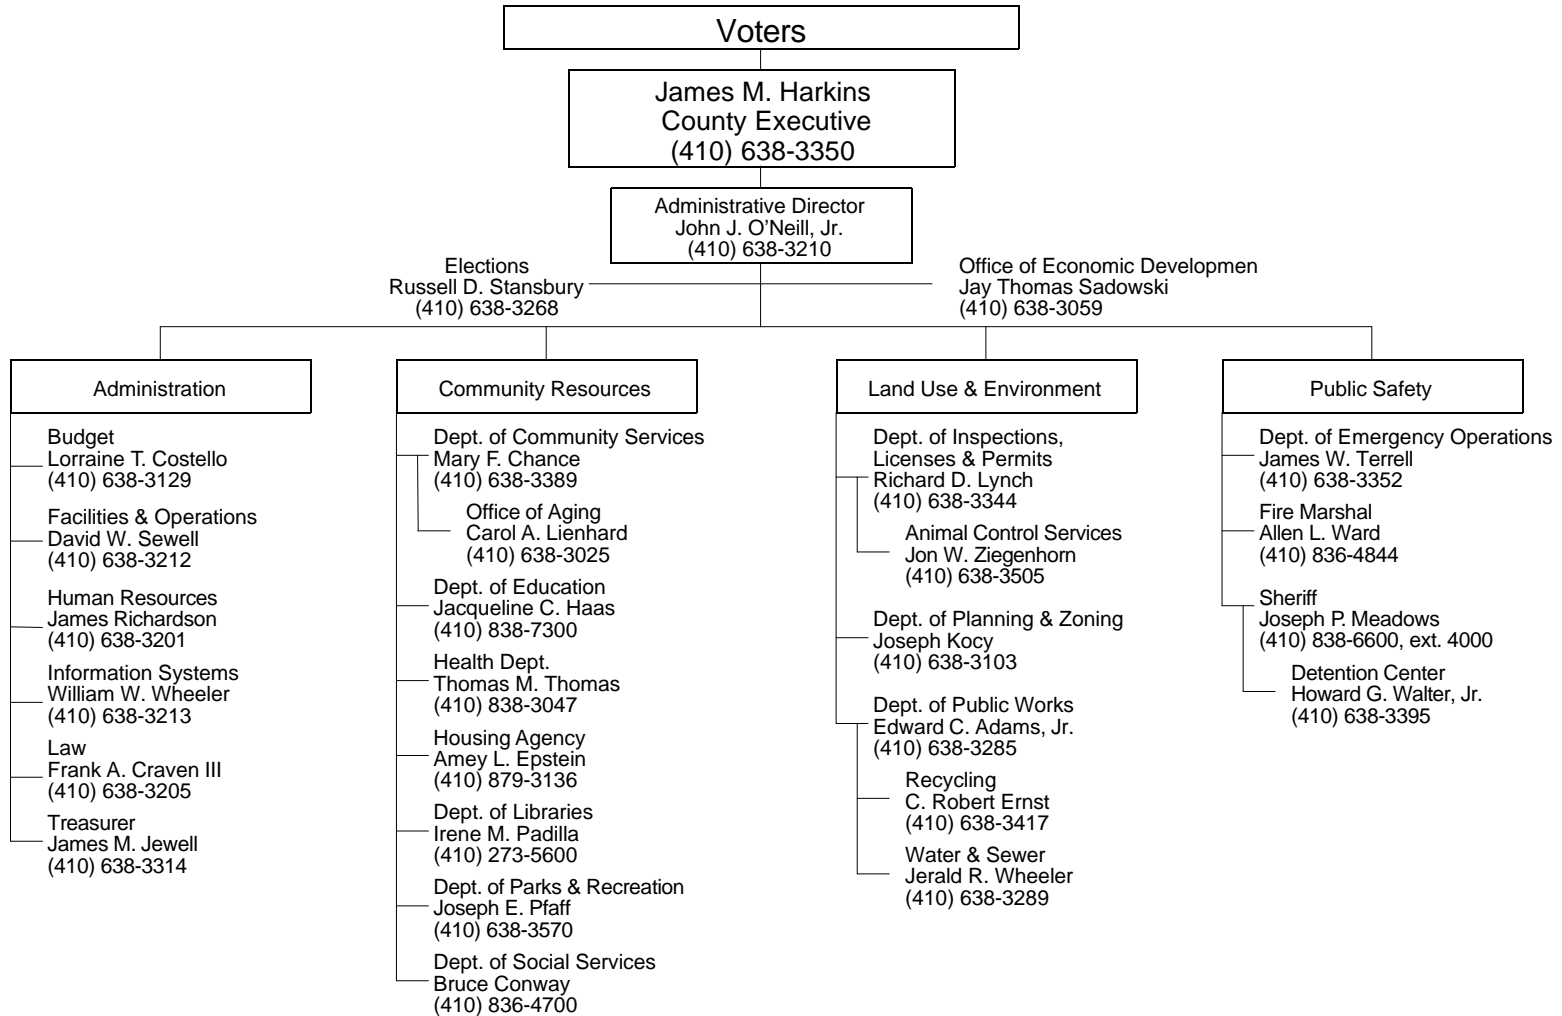 Voters
James M. Harkins
County Executive
(410) 638-3350
Administrative Director
John J. O'Neill, Jr.
(410) 638-3210
Elections
Russell D. Stansbury
(410) 638-3268
Office of Economic Developmen
Jay Thomas Sadowski
(410) 638-3059
Administration
Budget
Lorraine T. Costello
(410) 638-3129
Facilities & Operations
David W. Sewell
(410) 638-3212
Human Resources
James Richardson
(410) 638-3201
Information Systems
William W. Wheeler
(410) 638-3213
Law
Frank A. Craven III
(410) 638-3205
Treasurer
James M. Jewell
(410) 638-3314
Community Resources
Dept. of Community Services
Mary F. Chance
(410) 638-3389
Office of Aging
Carol A. Lienhard
(410) 638-3025
Dept. of Education
Jacqueline C. Haas
(410) 838-7300
Health Dept.
Thomas M. Thomas
(410) 838-3047
Housing Agency
Amey L. Epstein
(410) 879-3136
Dept. of Libraries
Irene M. Padilla
(410) 273-5600
Dept. of Parks & Recreation
Joseph E. Pfaff
(410) 638-3570
Dept. of Social Services
Bruce Conway
(410) 836-4700
Land Use & Environment
Dept. of Inspections,
Licenses & Permits
Richard D. Lynch
(410) 638-3344
Animal Control Services
Jon W. Ziegenhorn
(410) 638-3505
Dept. of Planning & Zoning
Joseph Kocy
(410) 638-3103
Dept. of Public Works
Edward C. Adams, Jr.
(410) 638-3285
Recycling
C. Robert Ernst
(410) 638-3417
Water & Sewer
Jerald R. Wheeler
(410) 638-3289
Public Safety
Dept. of Emergency Operations
James W. Terrell
(410) 638-3352
Fire Marshal
Allen L. Ward
(410) 836-4844
Sheriff
Joseph P. Meadows
(410) 838-6600, ext. 4000
Detention Center
Howard G. Walter, Jr.
(410) 638-3395